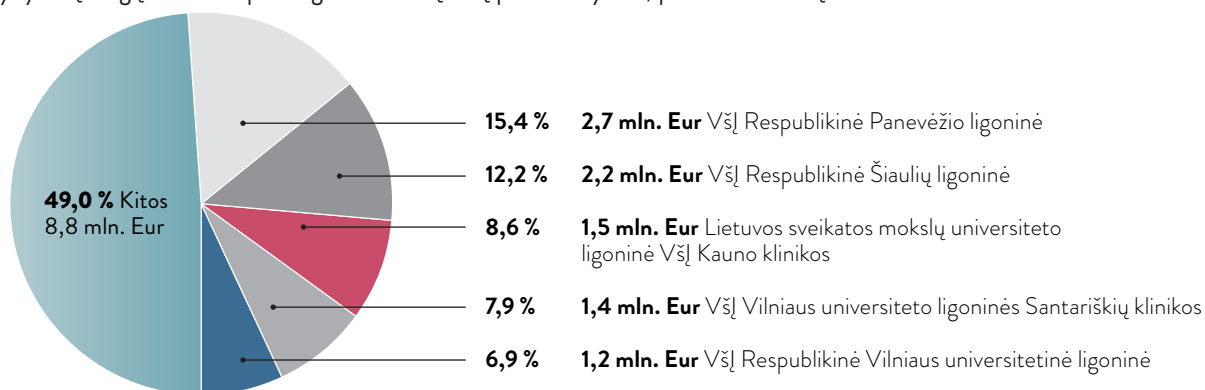 15,4 % 2,7 mln. Eur VšĮ Respublikinė Panevėžio ligoninė
12,2 % 2,2 mln. Eur VšĮ Respublikinė Šiaulių ligoninė
49,0 % Kitos
8,8 mln. Eur
8,6 % 1,5 mln. Eur Lietuvos sveikatos mokslų universiteto
ligoninė VšĮ Kauno klinikos
7,9 % 1,4 mln. Eur VšĮ Vilniaus universiteto ligoninės Santariškių klinikos
6,9 % 1,2 mln. Eur VšĮ Respublikinė Vilniaus universitetinė ligoninė